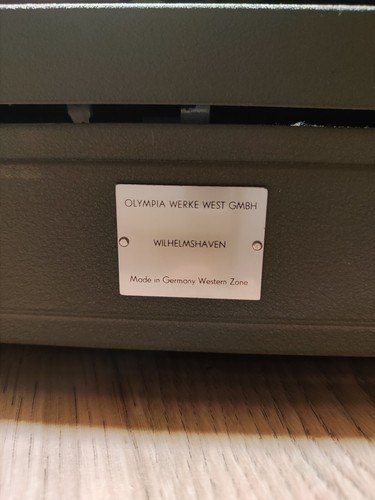 OLYMPIA WERKE WEST GMBH
WILHELMSHAVEN
Made in Germany Western Zone